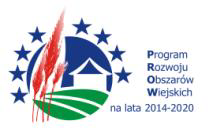 Program
Rozwoju
Obszarów
Wiejskich
na lata 2014-2020